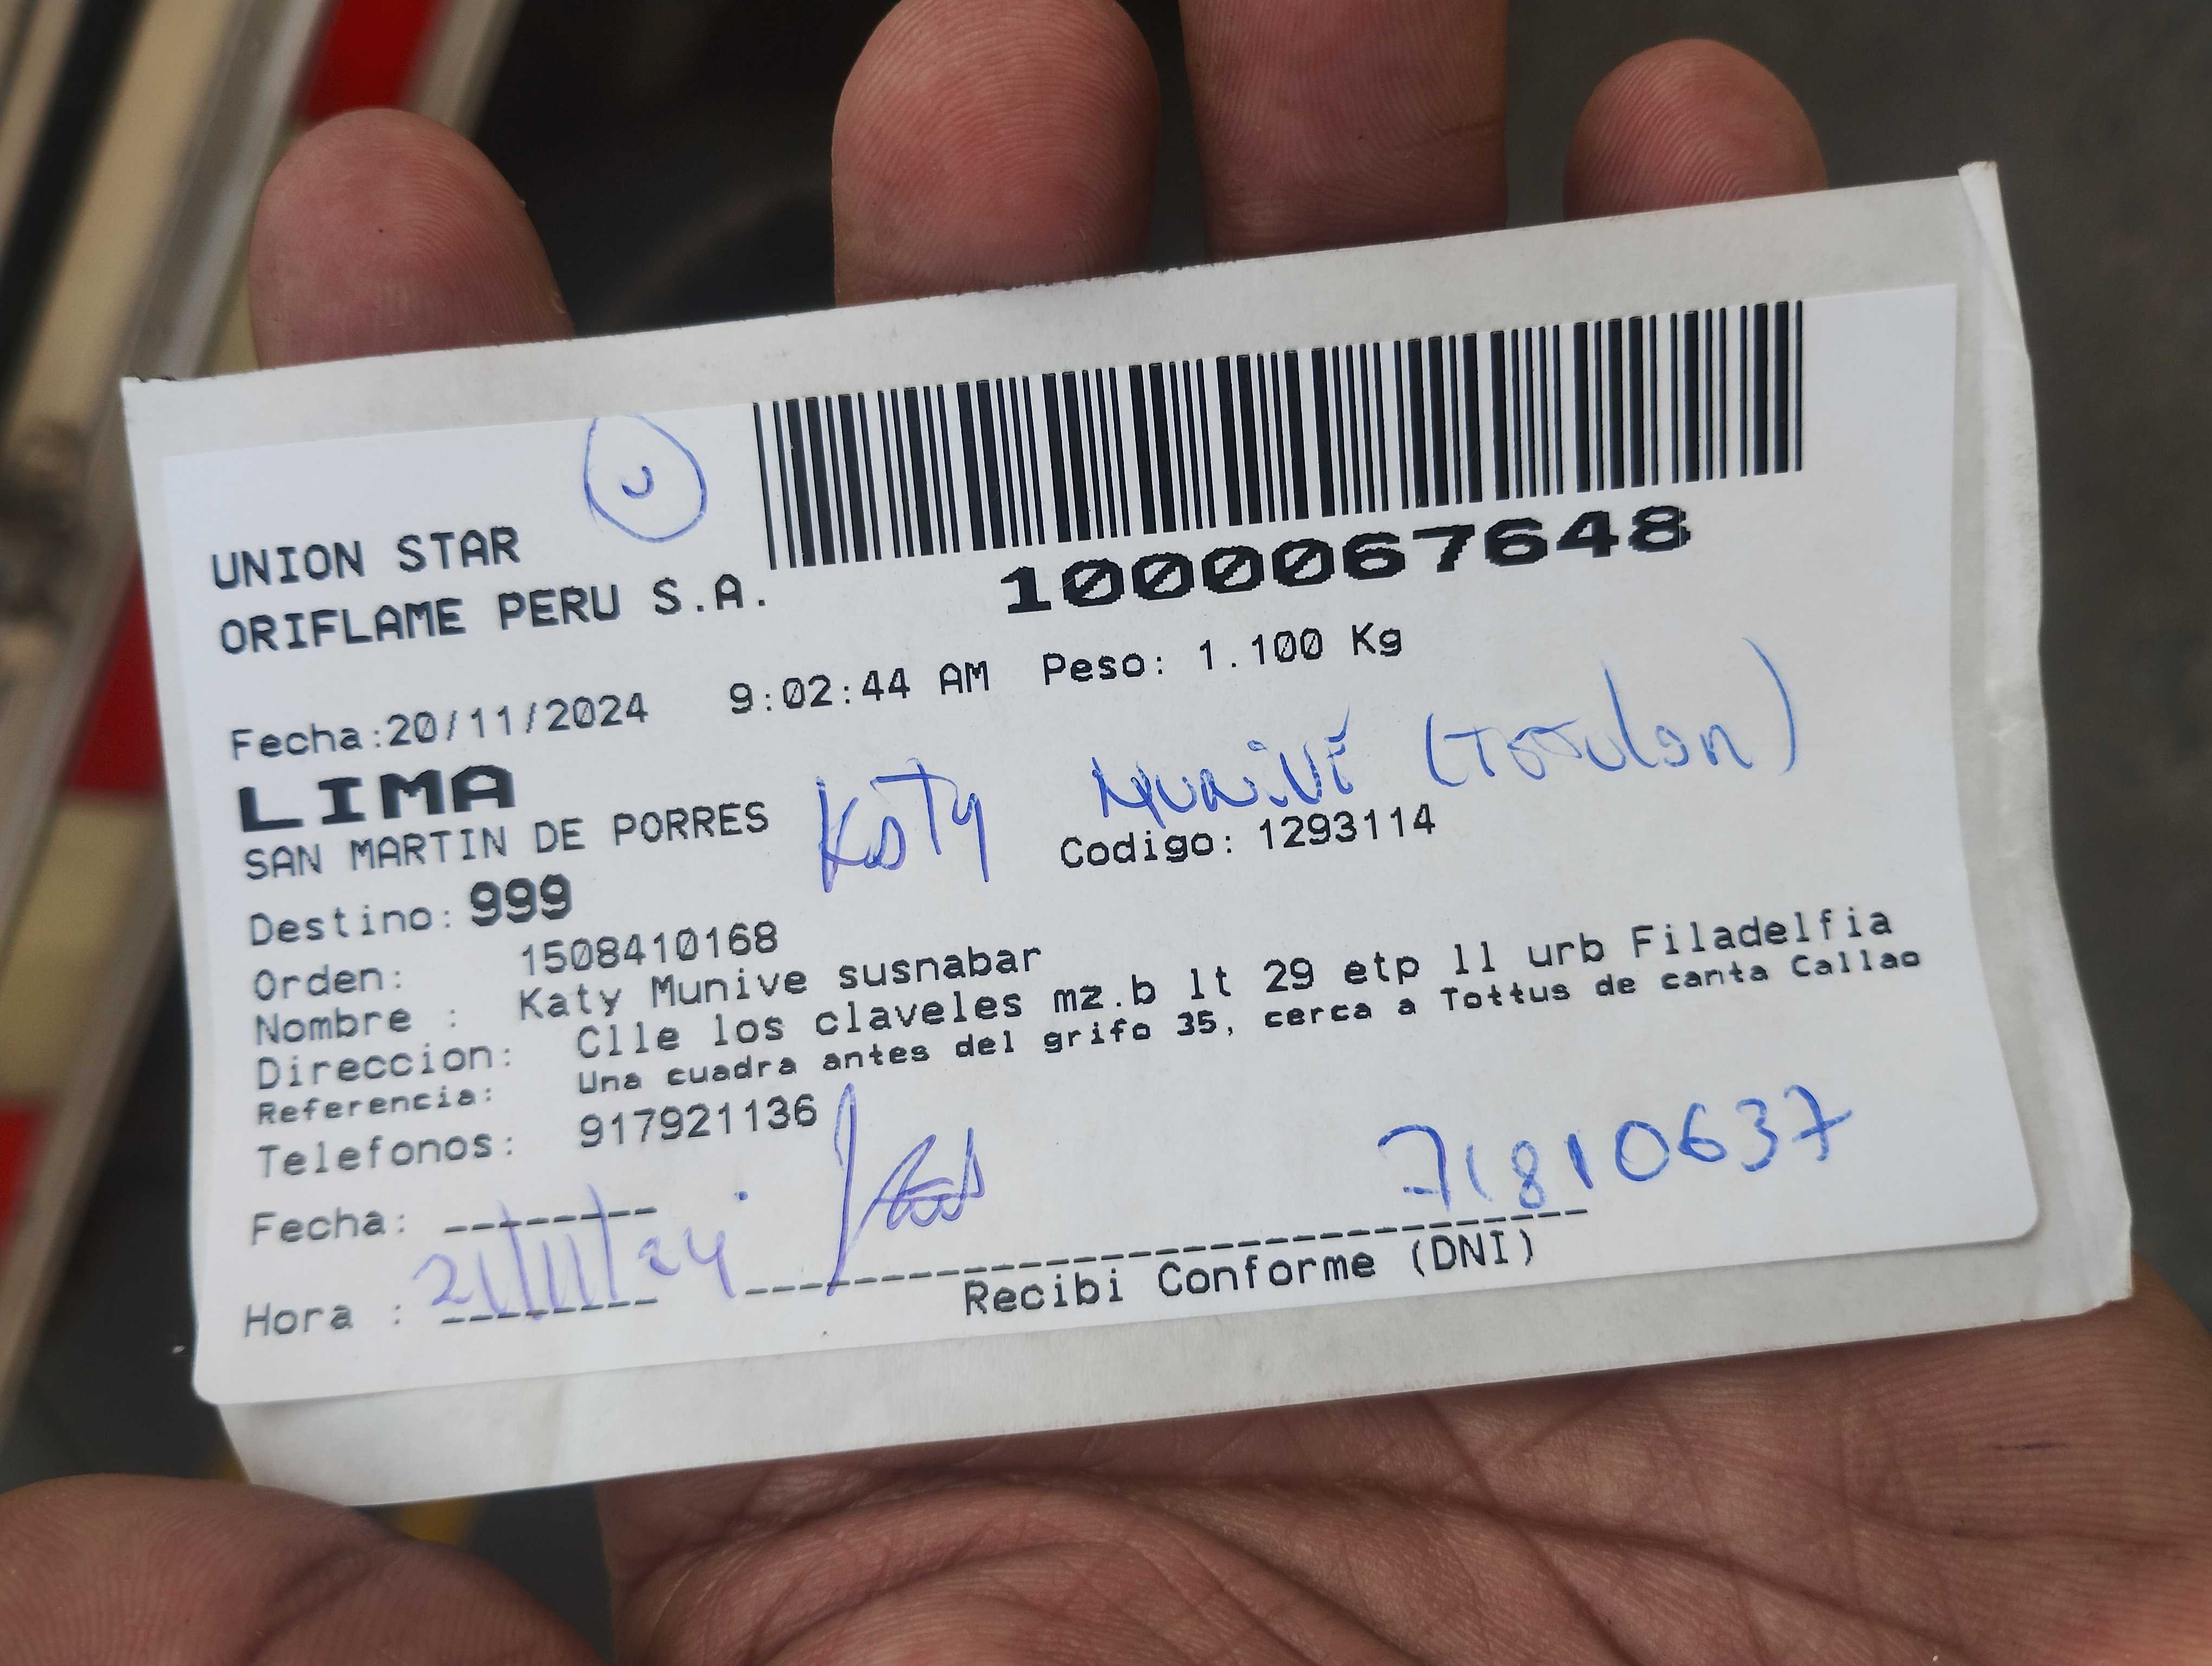 UNION STAR
ORIFLAME PERU S.A.
1000067648
Fecha:20/11/2024 9:02:44 AM Peso: 1.100 Kg
LIMA
SAN MARTIN DE PORRES
Katy Munive (Titular)
Codigo: 1293114
Destino: 999
Orden: 1508410168
Nombre : Katy Munive susnabar
Direccion: Clle los claveles mz.b lt 29 etp ll urb Filadelfia
Referencia: Una cuadra antes del grifo 35, cerca a Tottus de canta Callao
Telefonos: 917921136
71810637
Fecha:
21/11/24
Hora :
Recibi Conforme (DNI)